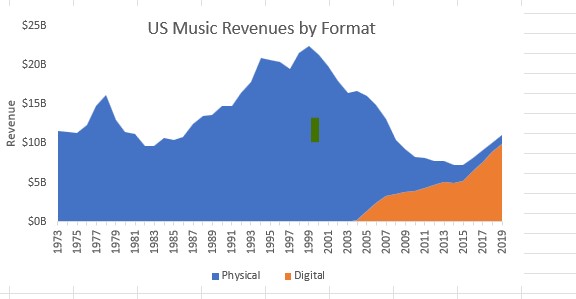 US Music Revenues by Format
$25B
$20B
$15B
$10B
$5B
$0B
Revenue
1973 1975 1977 1979 1981 1983 1985 1987 1989 1991 1993 1995 1997 1999 2001 2003 2005 2007 2009 2011 2013 2015 2017 2019
Physical Digital